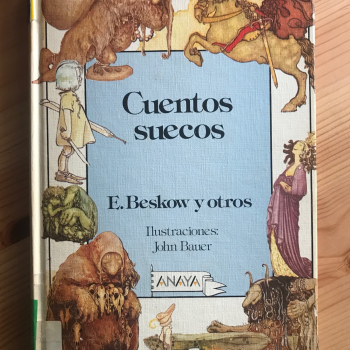 Cuentos
suecos
E. Beskow y otros
Ilustraciones:
John Bauer
ANAYA